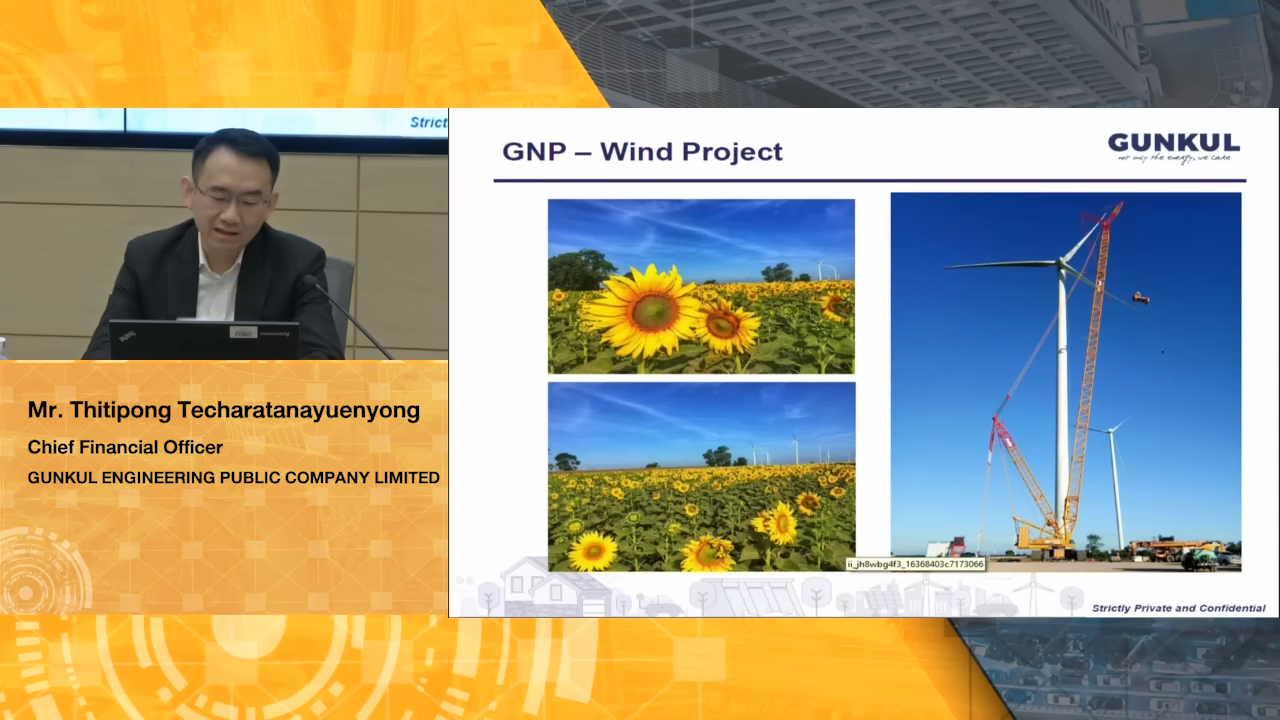 Strict
GNP – Wind Project
GUNKUL
not only the energy, we care
Mr. Thitipong Techaratanayuenyong
Chief Financial Officer
GUNKUL ENGINEERING PUBLIC COMPANY LIMITED
ii_jh8wbg4f3_16368403c7173066
Strictly Private and Confidential